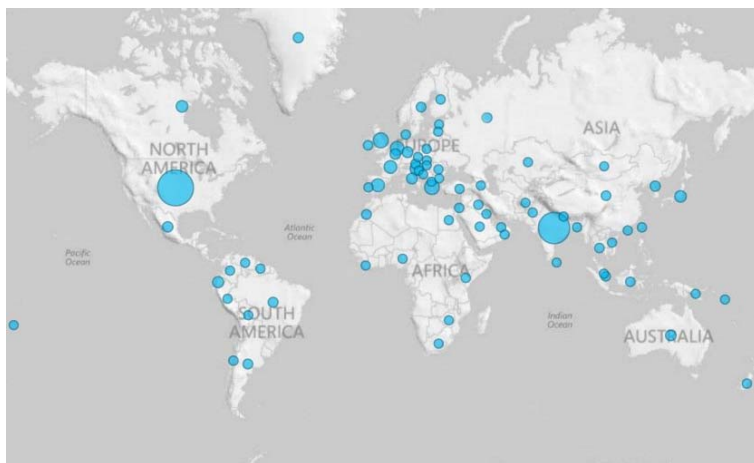 ASIA
NORTH
AMERICA
EUROPE
Atlantic
Ocean
Pacific
Ocean
AFRICA
SOUTH
AMERICA
Indian
Ocean
AUSTRALIA